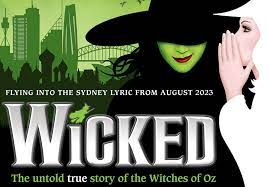 FLYING INTO THE SYDNEY LYRIC FROM AUGUST 2023
WICKED
The untold true story of the Witches of Oz